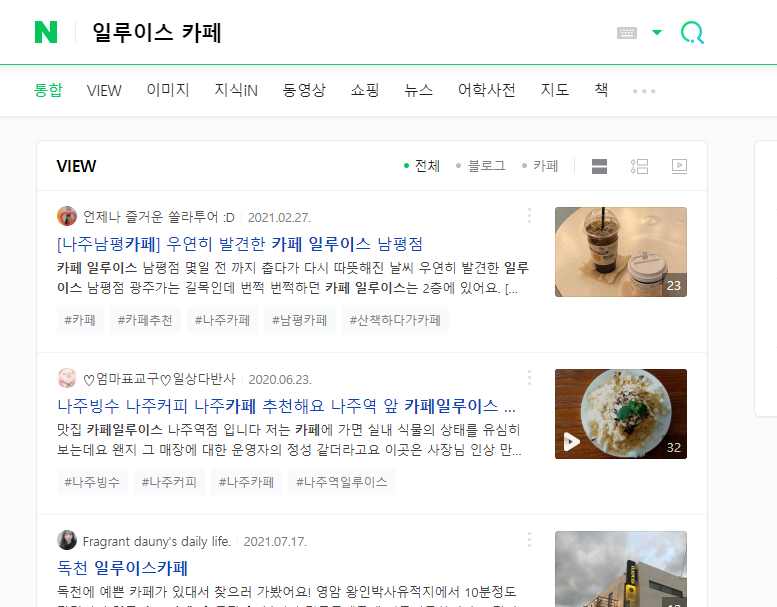 N 일루이스 카페
통합 VIEW 이미지 지식iN 동영상 쇼핑 뉴스 어학사전 지도 책
VIEW 전체 블로그 카페
언제나 즐거운 쏠라투어 :D 2021.02.27.
[나주남평카페] 우연히 발견한 카페 일루이스 남평점
카페 일루이스 남평점 몇일 전 까지 춥다가 다시 따뜻해진 날씨 우연히 발견한 일루
이스 남평점 광주가는 길목인데 번쩍 번쩍하던 카페 일루이스는 2층에 있어요. [...
23
#카페 #카페추천 #나주카페 #남평카페 #산책하다가카페
♡엄마표교구♡일상다반사 2020.06.23.
나주빙수 나주커피 나주카페 추천해요 나주역 앞 카페일루이스 ...
맛집 카페일루이스 나주역점 입니다 저는 카페에 가면 실내 식물의 상태를 유심히
보는데요 왠지 그 매장에 대한 운영자의 정성 같더라고요 이곳은 사장님 인상 만...
32
#나주빙수 #나주커피 #나주카페 #나주역일루이스
Fragrant dauny's daily life. 2021.07.17.
독천 일루이스카페
독천에 예쁜 카페가 있대서 찾으러 가봤어요! 영암 왕인박사유적지에서 10분정도